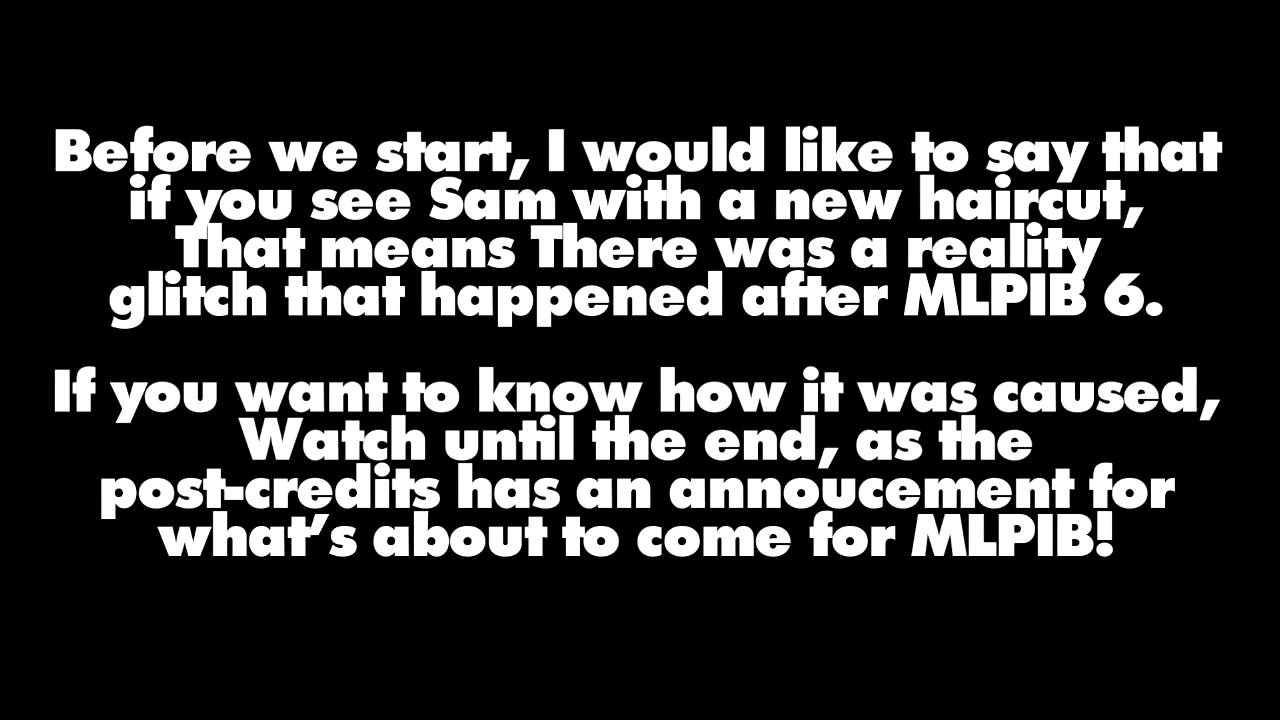 Before we start, I would like to say that
if you see Sam with a new haircut,
That means There was a reality
glitch that happened after MLPIB 6.
If you want to know how it was caused,
Watch until the end, as the
post-credits has an annoucement for
what's about to come for MLPIB!